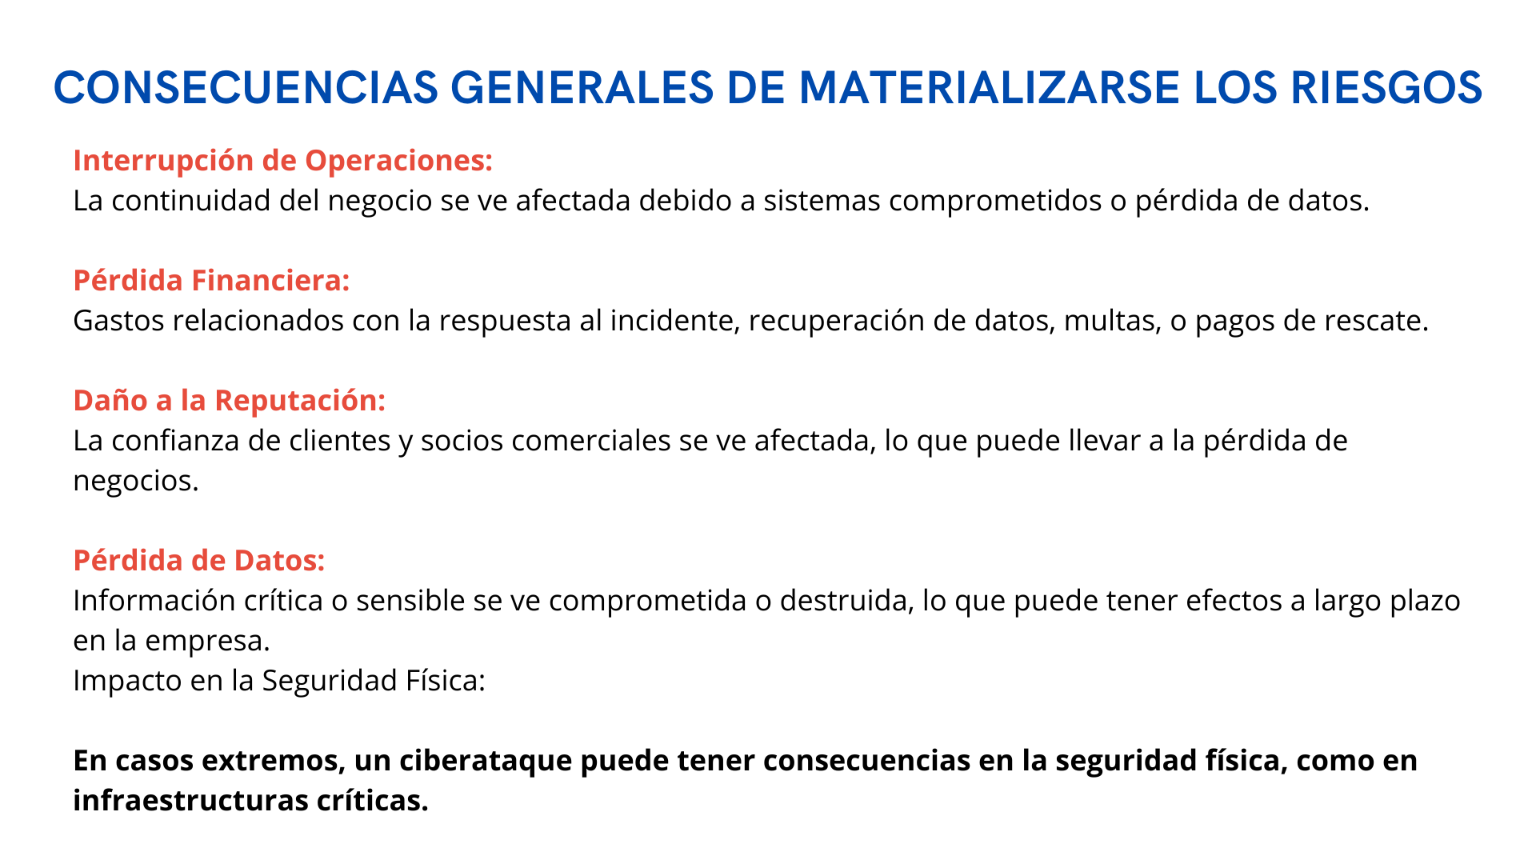 CONSECUENCIAS GENERALES DE MATERIALIZARSE LOS RIESGOS
Interrupción de Operaciones:
La continuidad del negocio se ve afectada debido a sistemas comprometidos o pérdida de datos.
Pérdida Financiera:
Gastos relacionados con la respuesta al incidente, recuperación de datos, multas, o pagos de rescate.
Daño a la Reputación:
La confianza de clientes y socios comerciales se ve afectada, lo que puede llevar a la pérdida de
negocios.
Pérdida de Datos:
Información crítica o sensible se ve comprometida o destruida, lo que puede tener efectos a largo plazo
en la empresa.
Impacto en la Seguridad Física:
En casos extremos, un ciberataque puede tener consecuencias en la seguridad física, como en
infraestructuras críticas.